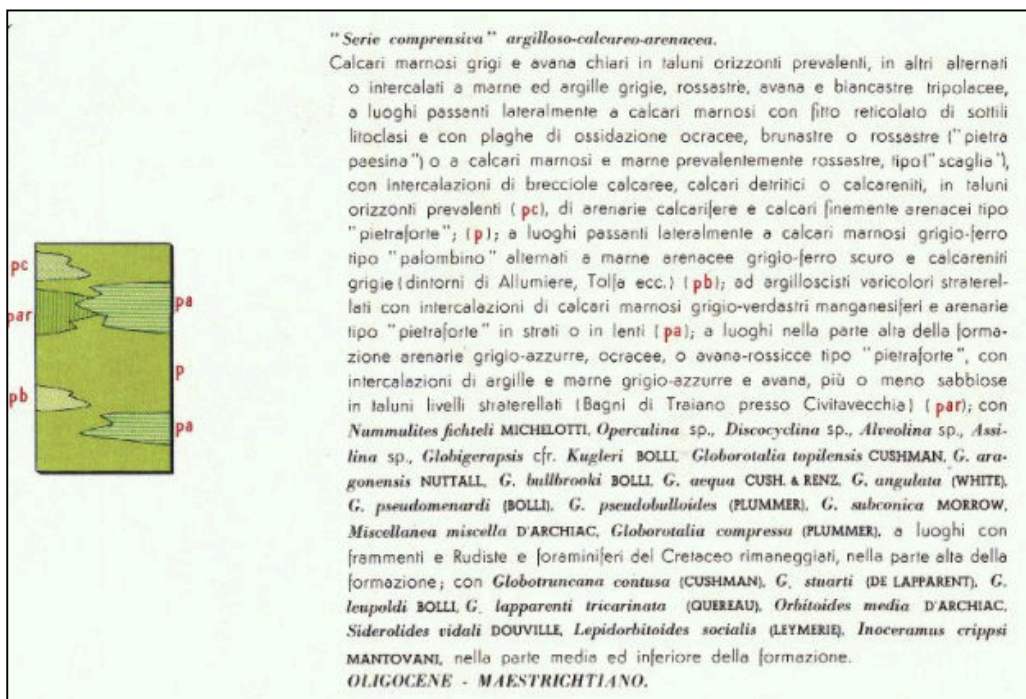 "Serie comprensiva" argilloso-calcareo-arenacea.
Calcari marnosi grigi e avana chiari in taluni orizzonti prevalenti, in altri alternati
o intercalati a marne ed argille grigie, rossastre, avana e biancastre tripolacee,
a luoghi passanti lateralmente a calcari marnosi con fitto reticolato di sottili
litoclasi e con plaghe di ossidazione ocracee, brunastre o rossastre ("pietra
paesina") o a calcari marnosi e marne prevalentemente rossastre, tipo("scaglia"),
con intercalazioni di brecciole calcaree, calcari detritici o calcareniti, in taluni
orizzonti prevalenti (pc), di arenarie calcarifere e calcari finemente arenacei tipo
"pietraforte"; (p); a luoghi passanti lateralmente a calcari marnosi grigio-ferro
tipo "palombino" alternati a marne arenacee grigio-ferro scuro e calcareniti
grigie (dintorni di Allumiere, Tolfa ecc.) (pb); ad argilloscisti varicolori straterel-
lati con intercalazioni di calcari marnosi grigio-verdastri manganesiferi e arenarie
tipo "pietraforte" in strati o in lenti (pa); a luoghi nella parte alta della forma-
zione arenarie grigio-azzurre, ocracee, o avana-rossicce tipo "pietraforte", con
intercalazioni di argille e marne grigio-azzurre e avana, più o meno sabbiose
in taluni livelli straterellati (Bagni di Traiano presso Civitavecchia) (par); con
Nummulites fichteli MICHELOTTI, Operculina sp., Discocyclina sp., Alveolina sp., Assi-
lina sp., Globigerapsis cfr. Kugleri BOLLI, Globorotalia topilensis CUSHMAN, G. ara-
gonensis NUTTALL, G. bullbrooki BOLLI, G. aequa CUSH. & RENZ, G. angulata (WHITE),
G. pseudomenardi (BOLLI), G. pseudobulloides (PLUMMER), G. subconica MORROW,
Miscellanea miscella D'ARCHIAC, Globorotalia compressa (PLUMMER), a luoghi con
frammenti e Rudiste e foraminiferi del Cretaceo rimaneggiati, nella parte alta della
formazione; con Globotruncana contusa (CUSHMAN), G. stuarti (DE LAPPARENT), G.
leupoldi BOLLI, G. lapparenti tricarinata (QUEREAU), Orbitoides media D'ARCHIAC,
Siderolides vidali DOUVILLE, Lepidorbitoides socialis (LEYMERIE), Inoceramus crippsi
MANTOVANI, nella parte media ed inferiore della formazione.
OLIGOCENE - MAESTRICHTIANO.
pc
par
pa
p
pb
pa